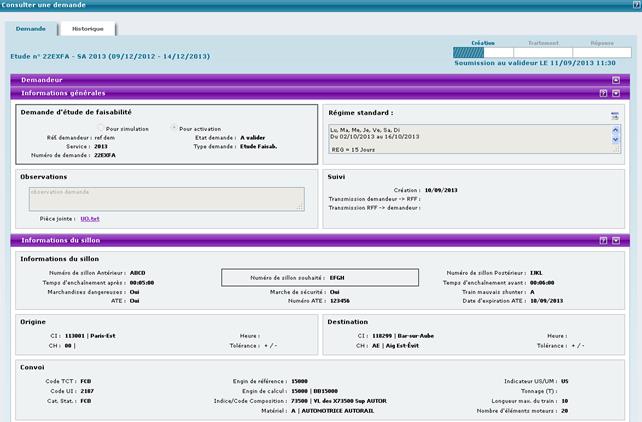 Consulter une demande
Demande Historique
Création Traitement Réponse
Etude n° 22EXFA - SA 2013 (09/12/2012 - 14/12/2013)
Soumission au valideur LE 11/09/2013 11:30
Demandeur
Informations générales
Demande d'étude de faisabilité
Pour simulation Pour activation
Réf. demandeur : ref dem Etat demande : A valider
Service : 2013 Type demande : Etude Faisab.
Numéro de demande : 22EXFA
Régime standard :
Lu, Ma, Me, Je, Ve, Sa, Di
Du 02/10/2013 au 16/10/2013
REG = 15 Jours
Observations
observation demande
Pièce jointe : UO.txt
Suivi
Création : 10/09/2013
Transmission demandeur -> RFF :
Transmission RFF -> demandeur :
Informations du sillon
Informations du sillon
Numéro de sillon Antérieur : ABCD Numéro de sillon souhaité : EFGH Numéro de sillon Postérieur : IJKL
Temps d'enchaînement après : 00:05:00 Temps d'enchaînement avant : 00:06:00
Marchandises dangereuses : Oui Marche de sécurité : Oui Train mauvais shunter : A
ATE : Oui Numéro ATE : 123456 Date d'expiration ATE : 10/09/2013
Origine
CI : 113001 | Paris-Est Heure :
CH : 00 | Tolérance : + / -
Destination
CI : 118299 | Bar-sur-Aube Heure :
CH : AE | Aig Est-Évit Tolérance : + / -
Convoi
Code TCT : FCB Engin de référence : 15000 Indicateur US/UM : US
Code UI : 2187 Engin de calcul : 15000 | BB15000 Tonnage (T) :
Cat. Stat. : FCB Indice/Code Composition : 73500 | VL des X73500 Sup AUTOR Longueur max. du train : 10
Matériel : A | AUTOMOTRICE AUTORAIL Nombre d'éléments moteurs : 20